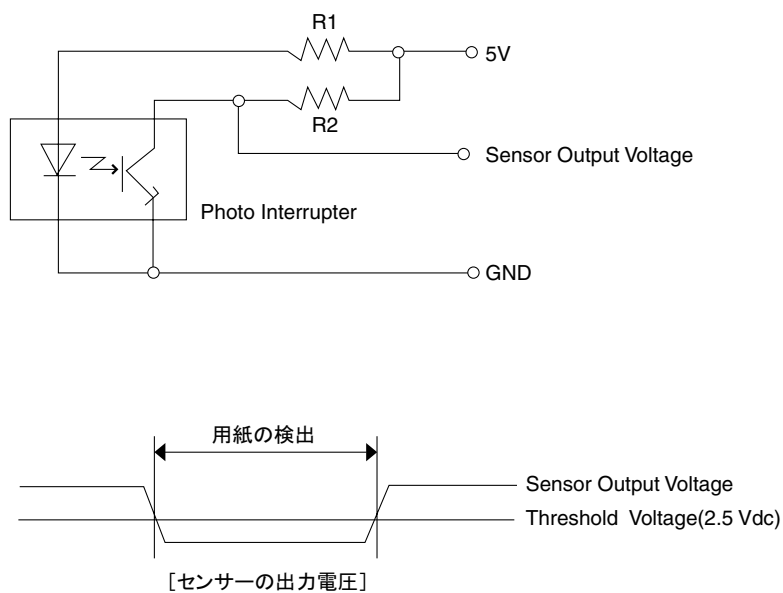 R1
5V
R2
Sensor Output Voltage
Photo Interrupter
GND
用紙の検出
Sensor Output Voltage
Threshold Voltage(2.5 Vdc)
[センサーの出力電圧]